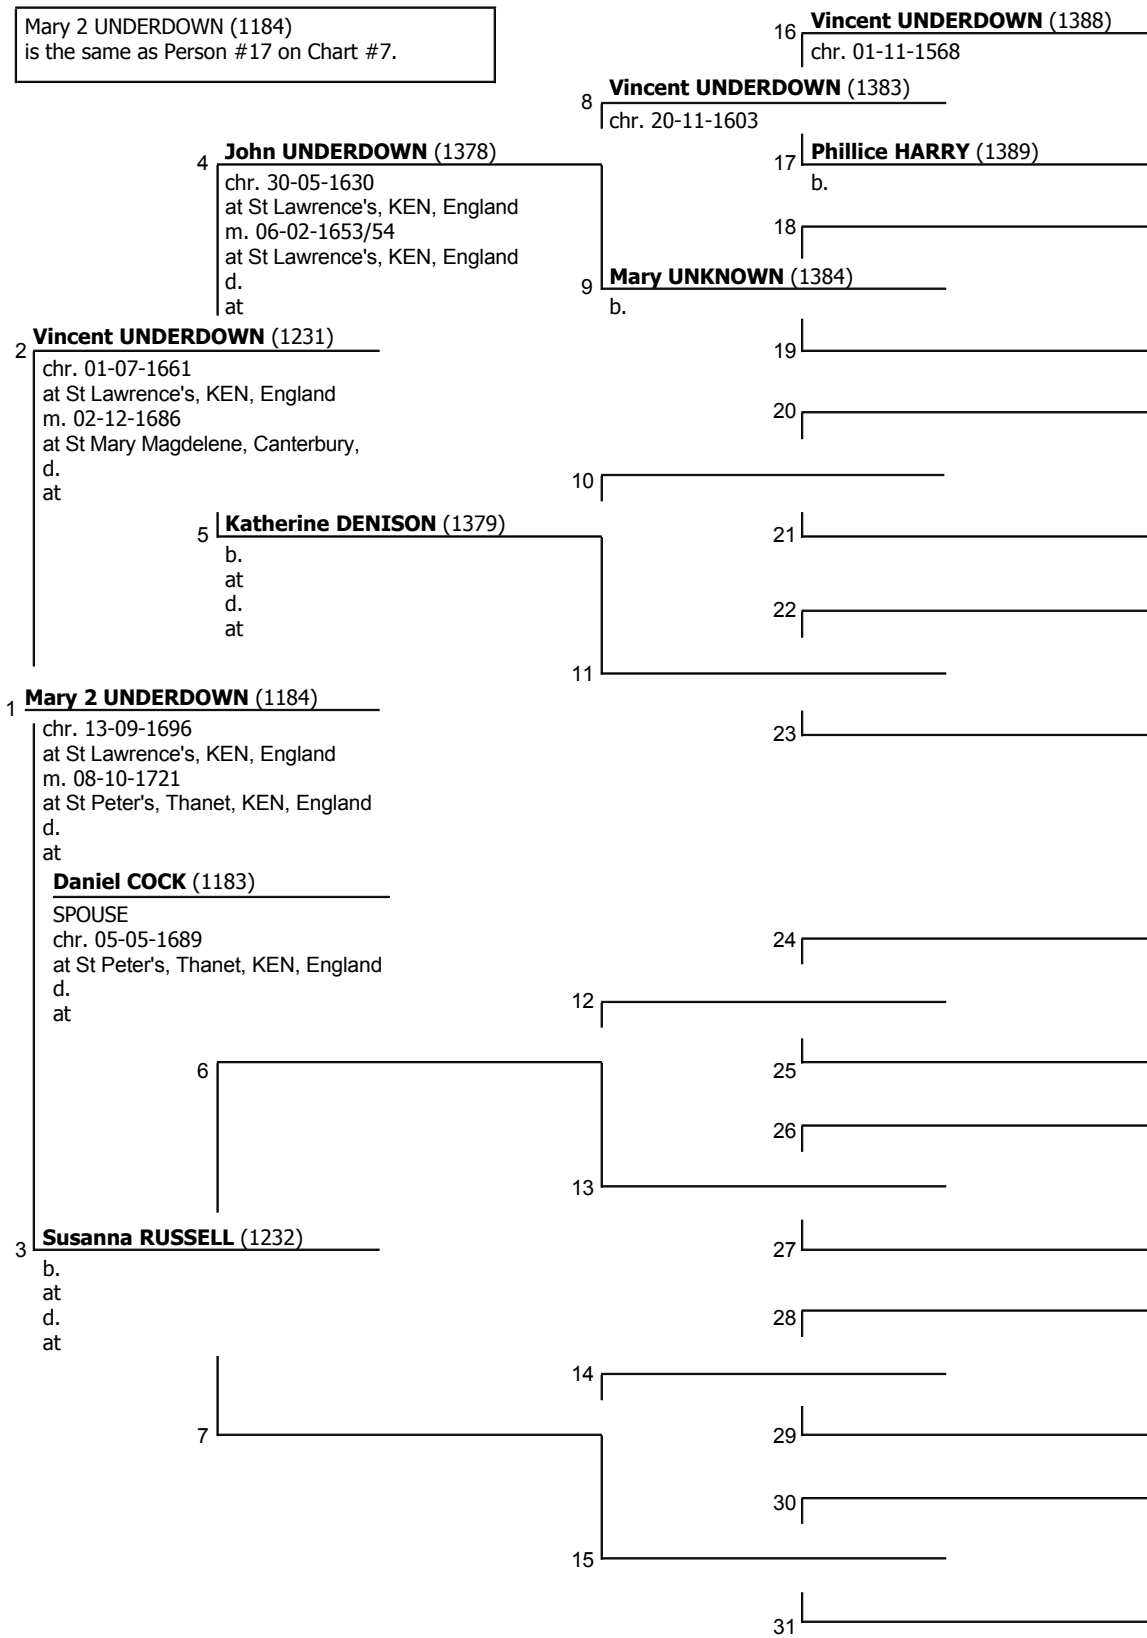 Mary 2 UNDERDOWN (1184)
is the same as Person #17 on Chart #7.
16 Vincent UNDERDOWN (1388)
chr. 01-11-1568
8 Vincent UNDERDOWN (1383)
chr. 20-11-1603
4 John UNDERDOWN (1378)
chr. 30-05-1630
at St Lawrence's, KEN, England
m. 06-02-1653/54
at St Lawrence's, KEN, England
d.
at
17 Phillice HARRY (1389)
b.
18
9 Mary UNKNOWN (1384)
b.
2 Vincent UNDERDOWN (1231)
chr. 01-07-1661
at St Lawrence's, KEN, England
m. 02-12-1686
at St Mary Magdelene, Canterbury,
d.
at
19
20
10
5 Katherine DENISON (1379)
b.
at
d.
at
21
22
11
1 Mary 2 UNDERDOWN (1184)
chr. 13-09-1696
at St Lawrence's, KEN, England
m. 08-10-1721
at St Peter's, Thanet, KEN, England
d.
at
23
Daniel COCK (1183)
SPOUSE
chr. 05-05-1689
at St Peter's, Thanet, KEN, England
d.
at
24
12
6
25
26
13
3 Susanna RUSSELL (1232)
b.
at
d.
at
27
28
14
7
29
30
15
31